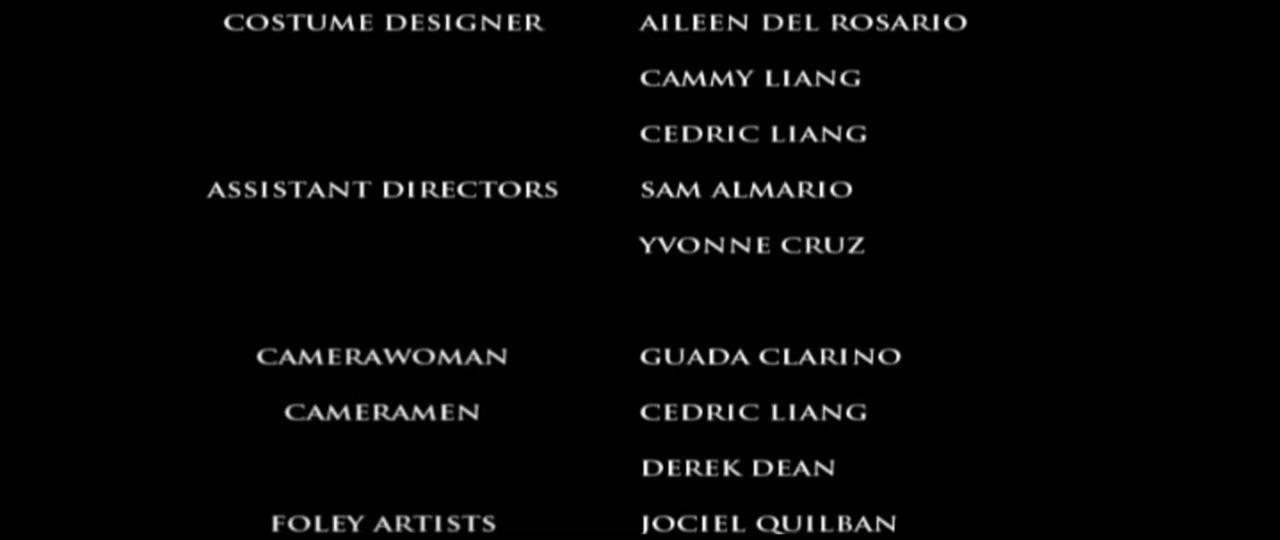 COSTUME DESIGNER AILEEN DEL ROSARIO
CAMMY LIANG
CEDRIC LIANG
ASSISTANT DIRECTORS SAM ALMARIO
YVONNE CRUZ
CAMERAWOMAN GUADA CLARINO
CAMERAMEN CEDRIC LIANG
DEREK DEAN
FOLEY ARTISTS JOCIEL QUILBAN